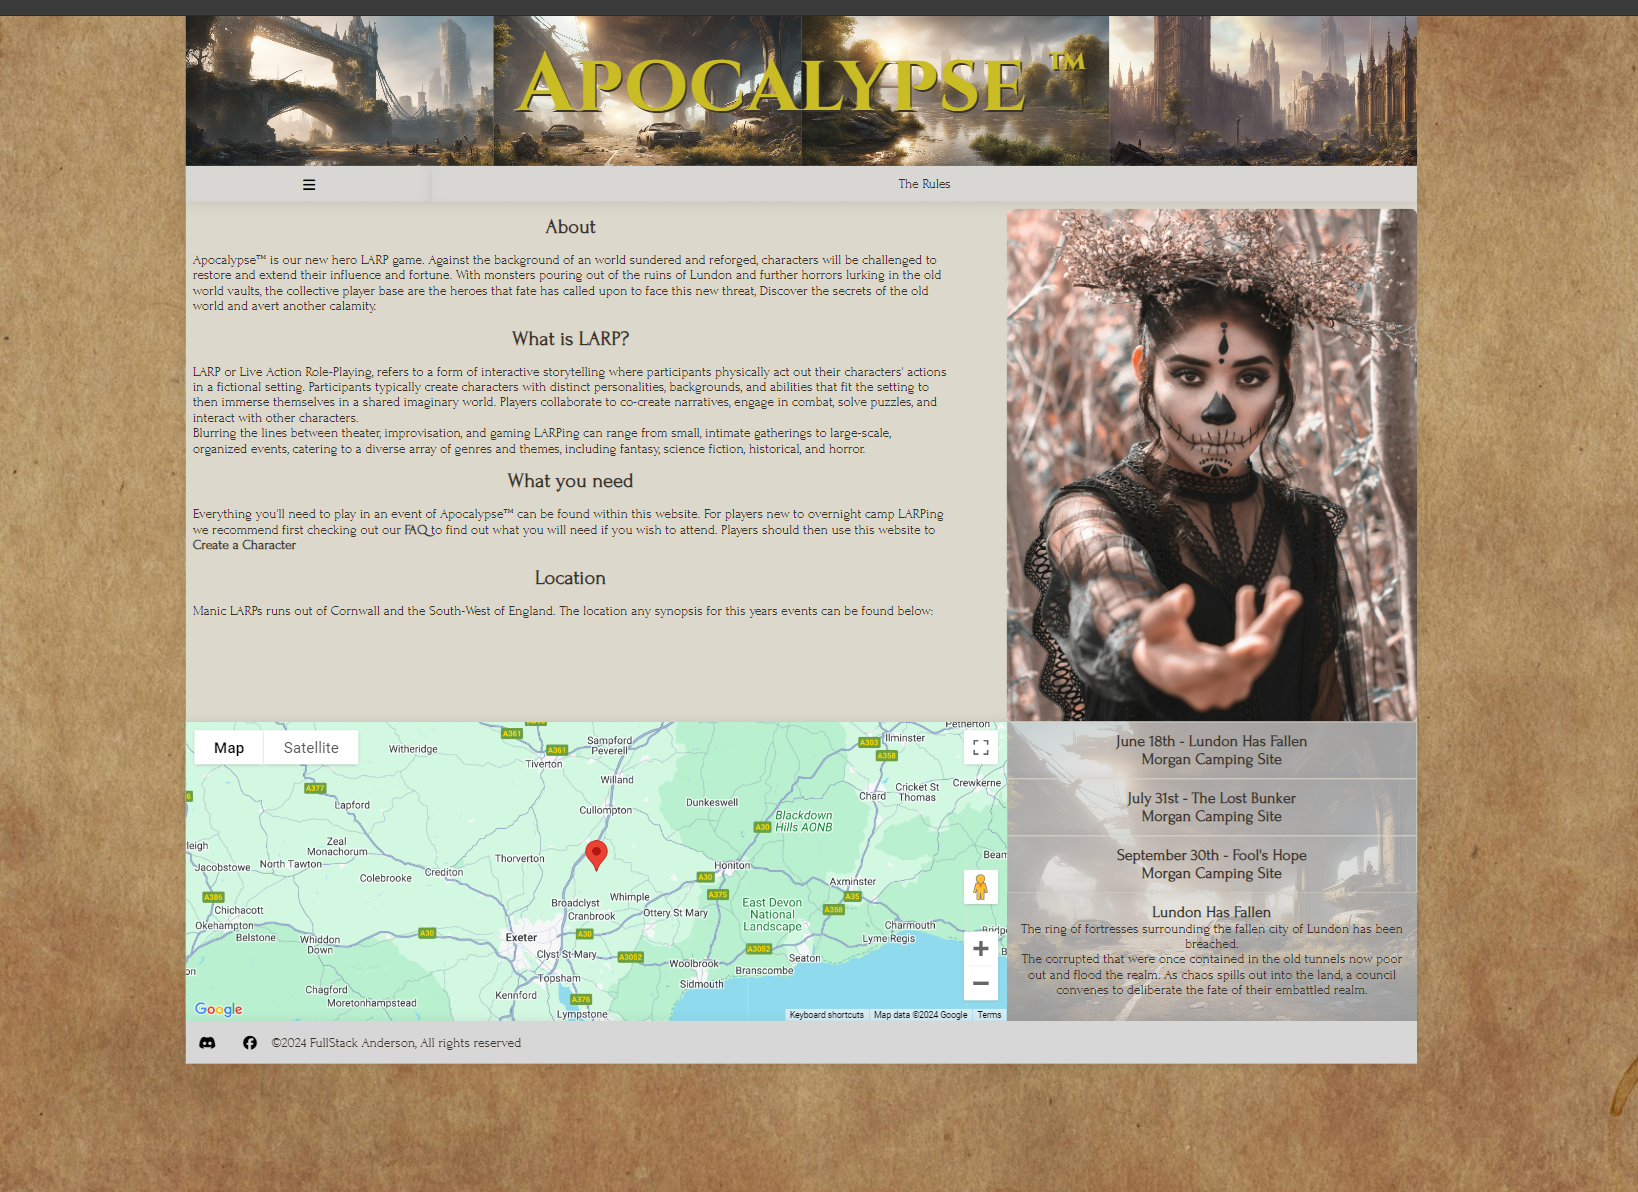 APOCALYPSE ™
The Rules
About
Apocalypse™ is our new hero LARP game. Against the background of an world sundered and reforged, characters will be challenged to
restore and extend their influence and fortune. With monsters pouring out of the ruins of Lundon and further horrors lurking in the old
world vaults, the collective player base are the heroes that fate has called upon to face this new threat, Discover the secrets of the old
world and avert another calamity.
What is LARP?
LARP or Live Action Role-Playing, refers to a form of interactive storytelling where participants physically act out their characters' actions
in a fictional setting. Participants typically create characters with distinct personalities, backgrounds, and abilities that fit the setting to
then immerse themselves in a shared imaginary world. Players collaborate to co-create narratives, engage in combat, solve puzzles, and
interact with other characters.
Blurring the lines between theater, improvisation, and gaming LARPing can range from small, intimate gatherings to large-scale,
organized events, catering to a diverse array of genres and themes, including fantasy, science fiction, historical, and horror.
What you need
Everything you'll need to play in an event of Apocalypse™ can be found within this website. For players new to overnight camp LARPing
we recommend first checking out our FAQ to find out what you will need if you wish to attend. Players should then use this website to
Create a Character
Location
Manic LARPs runs out of Cornwall and the South-West of England. The location any synopsis for this years events can be found below:
Map
Satellite
Witheridge
A361
A361
Sampford
Peverell
Tiverton
Petherton
Ilminster
A303
A358
Willand
Crewkerne
Cricket St
Thomas
Chard
A377
Lapford
Cullompton
Dunkeswell
Blackdown
Hills AONB
A30
Zeal
Monachorum
leigh
Jacobstowe
North Tawton
Colebrooke
Crediton
Thorverton
Honiton
Beam
A30
A375
Axminster
A35
A358
A386
Chichacott
Okehampton
Belstone
Whiddon
Down
A30
Broadclyst
Cranbrook
Whimple
Ottery St Mary
East Devon
National
Landscape
Charmouth
Lyme Regis
Exeter
A30
Clyst St Mary
A3052
A3052
Woolbrook
Seaton
Branscombe
Sidmouth
Topsham
Kennford
A376
Lympstone
Chagford
Moretonhampstead
Google
Keyboard shortcuts
Map data ©2024 Google
Terms
June 18th - Lundon Has Fallen
Morgan Camping Site
July 31st - The Lost Bunker
Morgan Camping Site
September 30th - Fool's Hope
Morgan Camping Site
Lundon Has Fallen
The ring of fortresses surrounding the fallen city of Lundon has been
breached.
The corrupted that were once contained in the old tunnels now poor
out and flood the realm. As chaos spills out into the land, a council
convenes to deliberate the fate of their embattled realm.
©2024 FullStack Anderson, All rights reserved